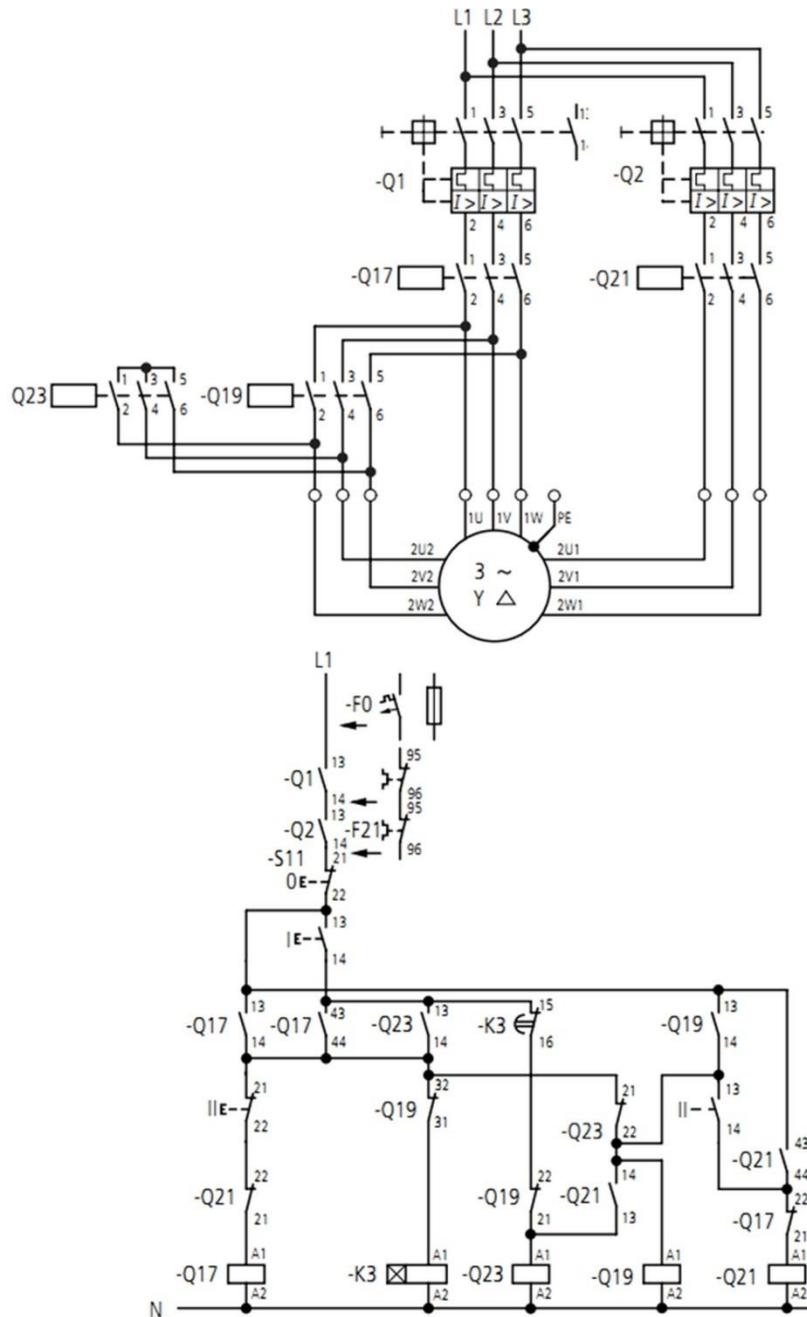 L1 L2 L3
1 3 5 13 1 3 5
-Q1 I> I> I> -Q2 I> I> I>
2 4 6 2 4 6
-Q17 1 3 5 -Q21 1 3 5
2 4 6 2 4 6
Q23 1 3 5 -Q19 1 3 5
2 4 6 2 4 6
1U 1V 1W PE
2U2 3 ~ 2U1
2V2 Y △ 2V1
2W2 2W1
L1
-F0
-Q1 13 95
14 96
-Q2 13 -F21 95
14 96
-S11 21
0 E 22
I E 13
14
-Q17 13 -Q17 43 -Q23 13 -K3 15 -Q19 13
14 44 14 16 14
II E 21 -Q19 32 -Q23 21 II 13
22 31 22 14
-Q21 43
44
-Q21 22 -Q19 22 -Q21 14 -Q17 22
21 21 13 21
-Q17 A1 -K3 A1 -Q23 A1 -Q19 A1 -Q21 A1
A2 A2 A2 A2 A2
N